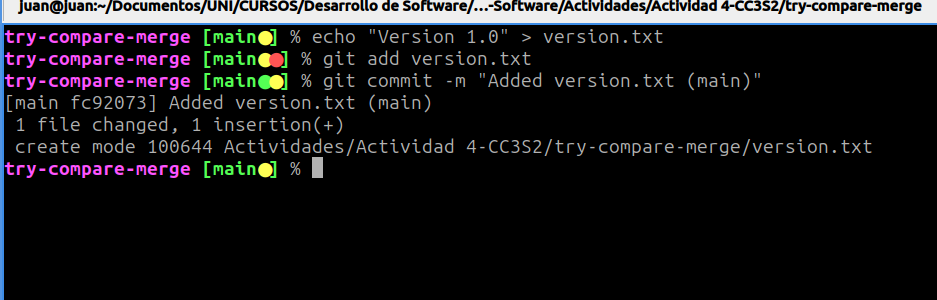 juan@juan:~/Documentos/UNI/CURSOS/Desarrollo de Software/...-Software/Actividades/Actividad 4-CC3S2/try-compare-merge
try-compare-merge [main●] % echo "Version 1.0" > version.txt
try-compare-merge [main●●] % git add version.txt
try-compare-merge [main●●] % git commit -m "Added version.txt (main)"
[main fc92073] Added version.txt (main)
 1 file changed, 1 insertion(+)
 create mode 100644 Actividades/Actividad 4-CC3S2/try-compare-merge/version.txt
try-compare-merge [main●] %